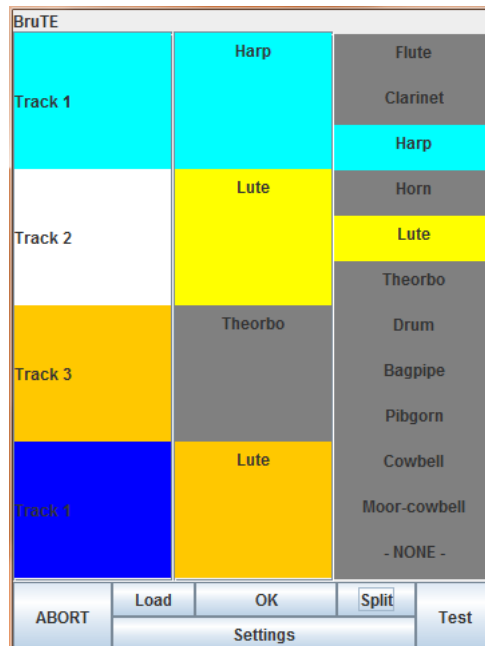 BruTE
Track 1
Track 2
Track 3
Track 1
Harp
Lute
Theorbo
Lute
Flute
Clarinet
Harp
Horn
Lute
Theorbo
Drum
Bagpipe
Pibgorn
Cowbell
Moor-cowbell
- NONE -
ABORT
Load
OK
Split
Test
Settings